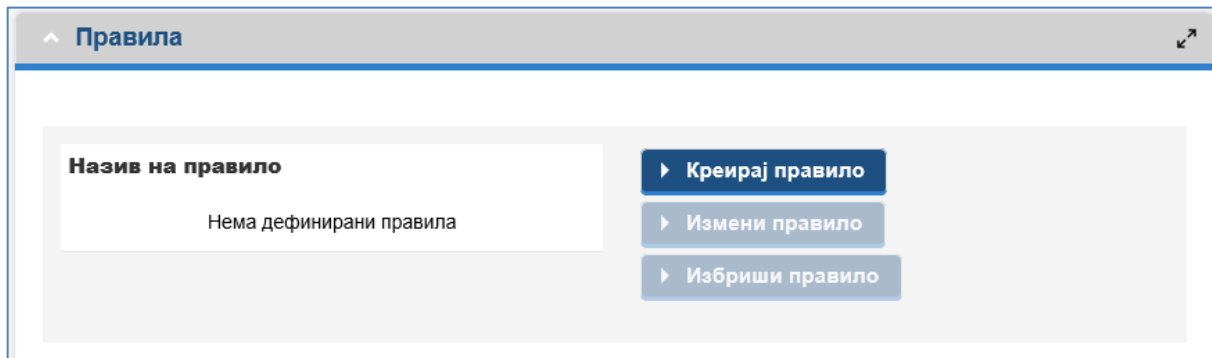 Правила
Назив на правило
Нема дефинирани правила
Креирај правило
Измени правило
Избриши правило